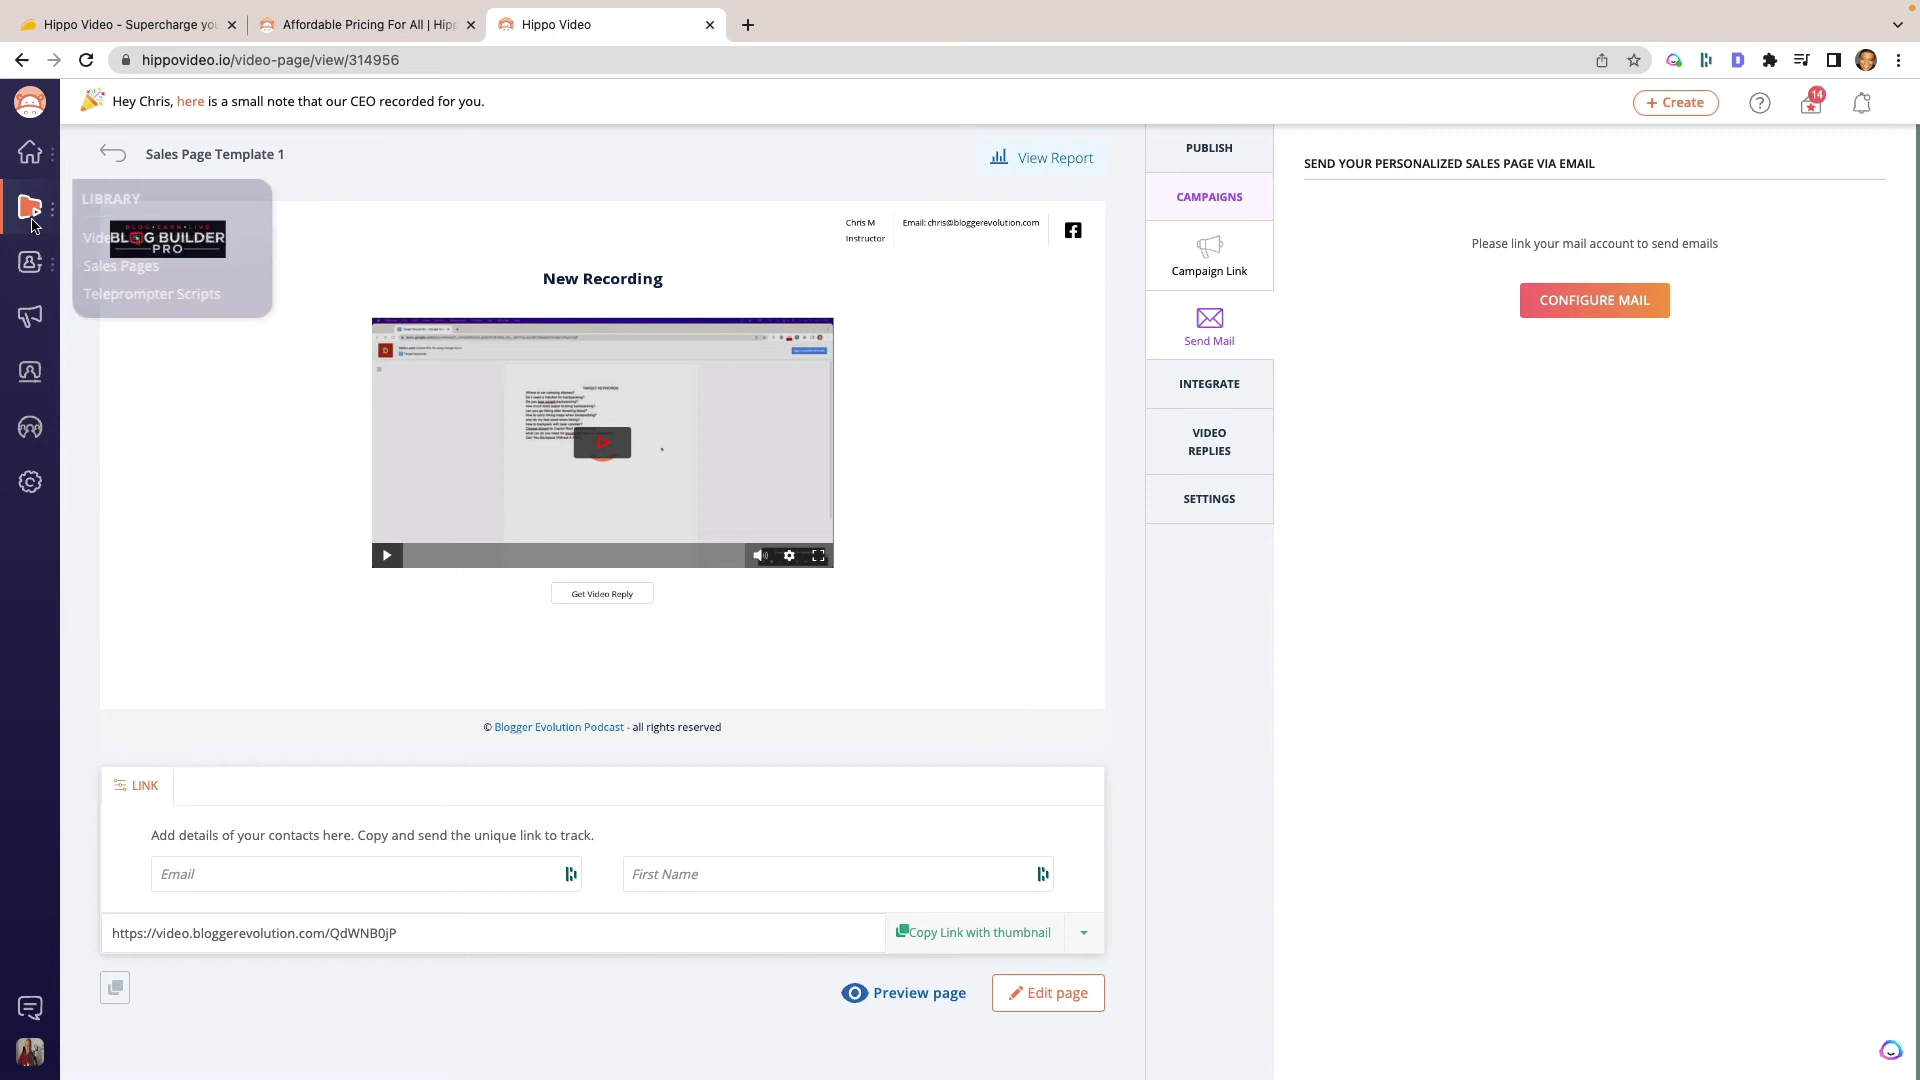 Hippo Video - Supercharge you
Affordable Pricing For All | Hipp
Hippo Video
hippovideo.io/video-page/view/314956
Hey Chris, here is a small note that our CEO recorded for you.
+ Create
14
Sales Page Template 1
View Report
LIBRARY
Vide
BLOG BUILDER
PRO
Sales Pages
Teleprompter Scripts
Chris M
Instructor
Email: chris@bloggerevolution.com
New Recording
TARGET KEYWORDS
Get Video Reply
© Blogger Evolution Podcast - all rights reserved
LINK
Add details of your contacts here. Copy and send the unique link to track.
Email
First Name
https://video.bloggerevolution.com/QdWNB0jP
Copy Link with thumbnail
Preview page
Edit page
PUBLISH
CAMPAIGNS
Campaign Link
Send Mail
INTEGRATE
VIDEO
REPLIES
SETTINGS
SEND YOUR PERSONALIZED SALES PAGE VIA EMAIL
Please link your mail account to send emails
CONFIGURE MAIL